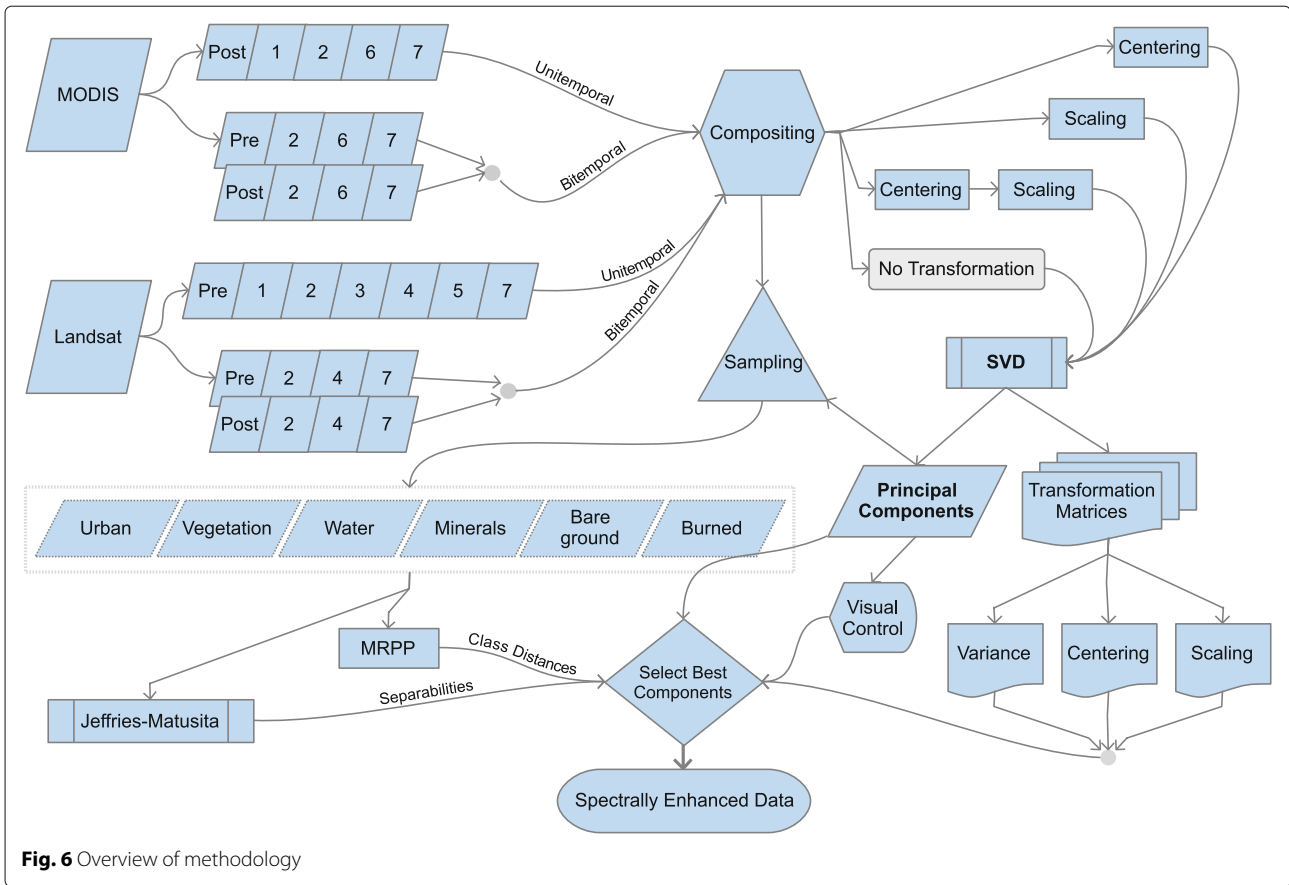 MODIS
Post 1 2 6 7
Unitemporal
Pre 2 6 7
Post 2 6 7
Bitemporal
Landsat
Pre 1 2 3 4 5 7
Unitemporal
Pre 2 4 7
Post 2 4 7
Bitemporal
Compositing
Centering
Scaling
Centering
Scaling
No Transformation
Sampling
SVD
Principal
Components
Transformation
Matrices
Urban
Vegetation
Water
Minerals
Bare
ground
Burned
MRPP
Class Distances
Jeffries-Matusita
Separabilities
Select Best
Components
Visual
Control
Variance
Centering
Scaling
Spectrally Enhanced Data
Fig. 6 Overview of methodology